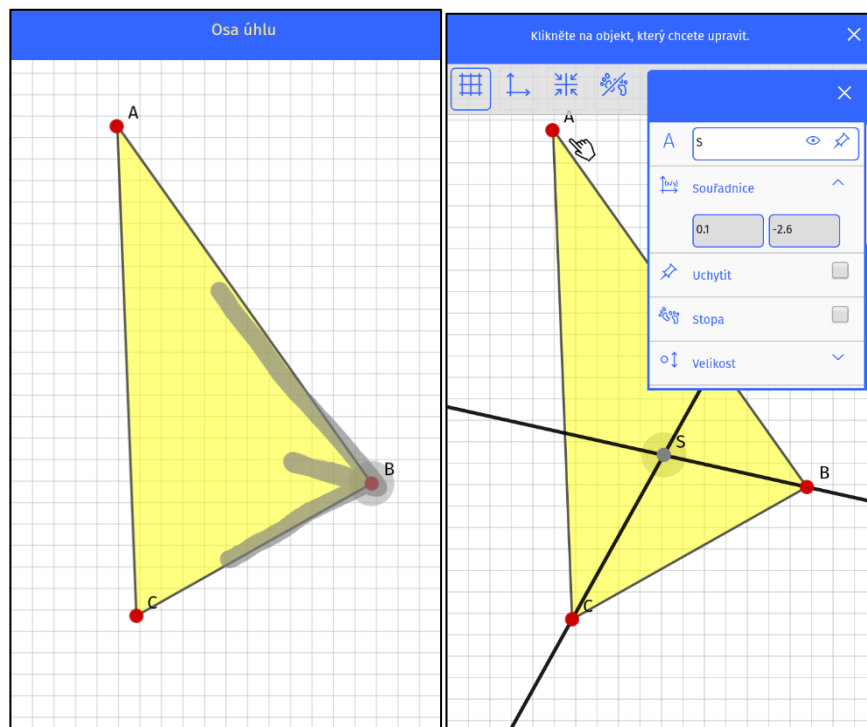 Osa úhlu
A
B
C
Klikněte na objekt, který chcete upravit.
A
A
S
(x/y)
Souřadnice
0.1
-2.6
Uchytit
Stopa
Velikost
S
B
C